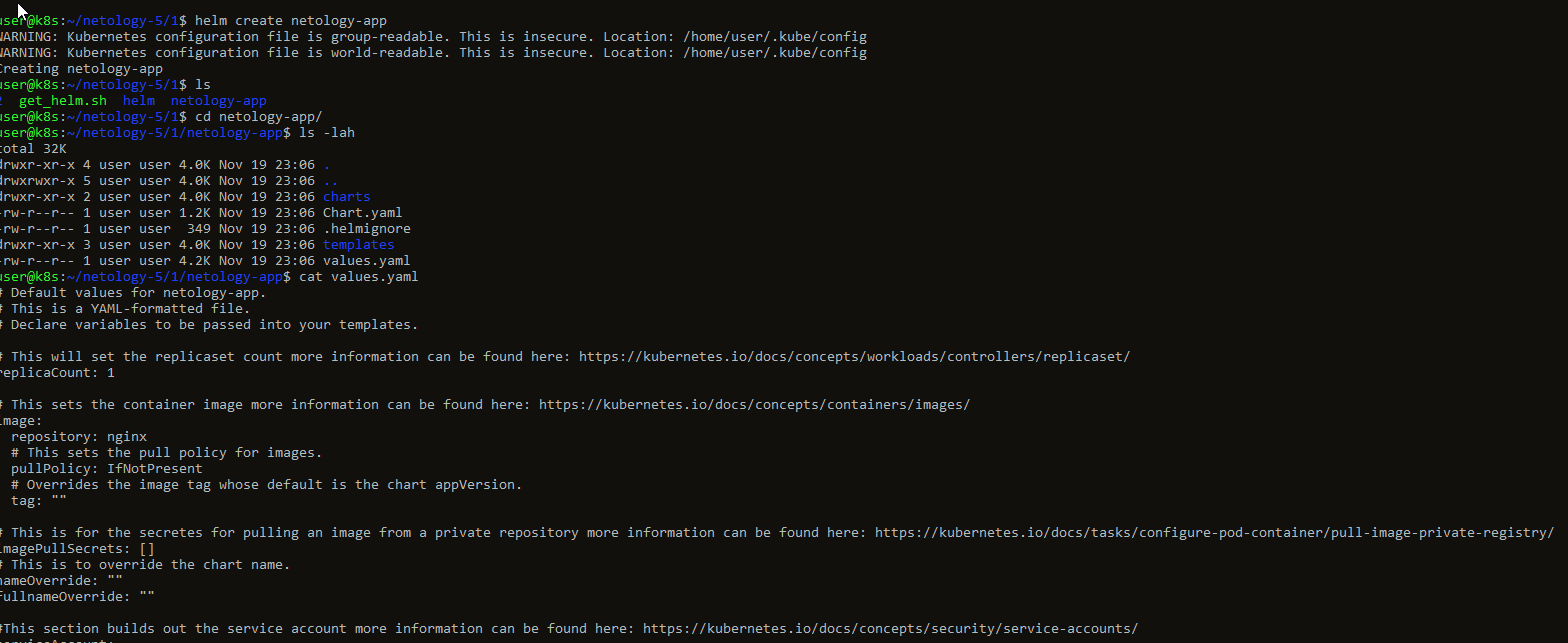 user@k8s:~/netology-5/1$ helm create netology-app
WARNING: Kubernetes configuration file is group-readable. This is insecure. Location: /home/user/.kube/config
WARNING: Kubernetes configuration file is world-readable. This is insecure. Location: /home/user/.kube/config
Creating netology-app
user@k8s:~/netology-5/1$ ls
2  get_helm.sh  helm  netology-app
user@k8s:~/netology-5/1$ cd netology-app/
user@k8s:~/netology-5/1/netology-app$ ls -lah
total 32K
drwxr-xr-x 4 user user 4.0K Nov 19 23:06 .
drwxrwxr-x 5 user user 4.0K Nov 19 23:06 ..
drwxr-xr-x 2 user user 4.0K Nov 19 23:06 charts
-rw-r--r-- 1 user user 1.2K Nov 19 23:06 Chart.yaml
-rw-r--r-- 1 user user  349 Nov 19 23:06 .helmignore
drwxr-xr-x 3 user user 4.0K Nov 19 23:06 templates
-rw-r--r-- 1 user user 4.2K Nov 19 23:06 values.yaml
user@k8s:~/netology-5/1/netology-app$ cat values.yaml
# Default values for netology-app.
# This is a YAML-formatted file.
# Declare variables to be passed into your templates.
# This will set the replicaset count more information can be found here: https://kubernetes.io/docs/concepts/workloads/controllers/replicaset/
replicaCount: 1
# This sets the container image more information can be found here: https://kubernetes.io/docs/concepts/containers/images/
image:
  repository: nginx
  # This sets the pull policy for images.
  pullPolicy: IfNotPresent
  # Overrides the image tag whose default is the chart appVersion.
  tag: ""
# This is for the secretes for pulling an image from a private repository more information can be found here: https://kubernetes.io/docs/tasks/configure-pod-container/pull-image-private-registry/
imagePullSecrets: []
# This is to override the chart name.
nameOverride: ""
fullnameOverride: ""
#This section builds out the service account more information can be found here: https://kubernetes.io/docs/concepts/security/service-accounts/